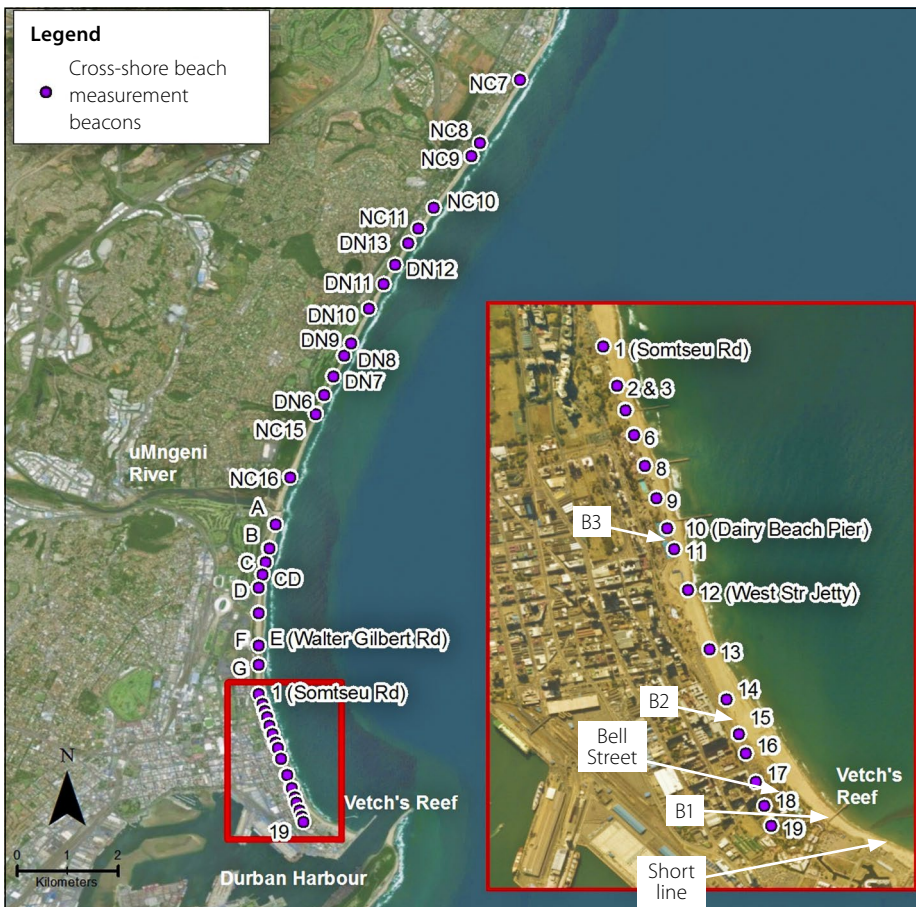 Legend
Cross-shore beach
measurement
beacons
NC7
NC8
NC9
NC10
NC11
DN13
DN12
DN11
DN10
DN9
DN8
DN7
DN6
NC15
uMngeni
River
NC16
A
B
C
CD
D
F
E (Walter Gilbert Rd)
G
1 (Somtseu Rd)
Vetch's Reef
19
N
0 1 2
Kilometers
Durban Harbour
1 (Somtseu Rd)
2 & 3
6
8
9
B3
10 (Dairy Beach Pier)
11
12 (West Str Jetty)
13
14
B2
15
Bell
Street
16
17
Vetch's
Reef
B1
18
19
Short
line